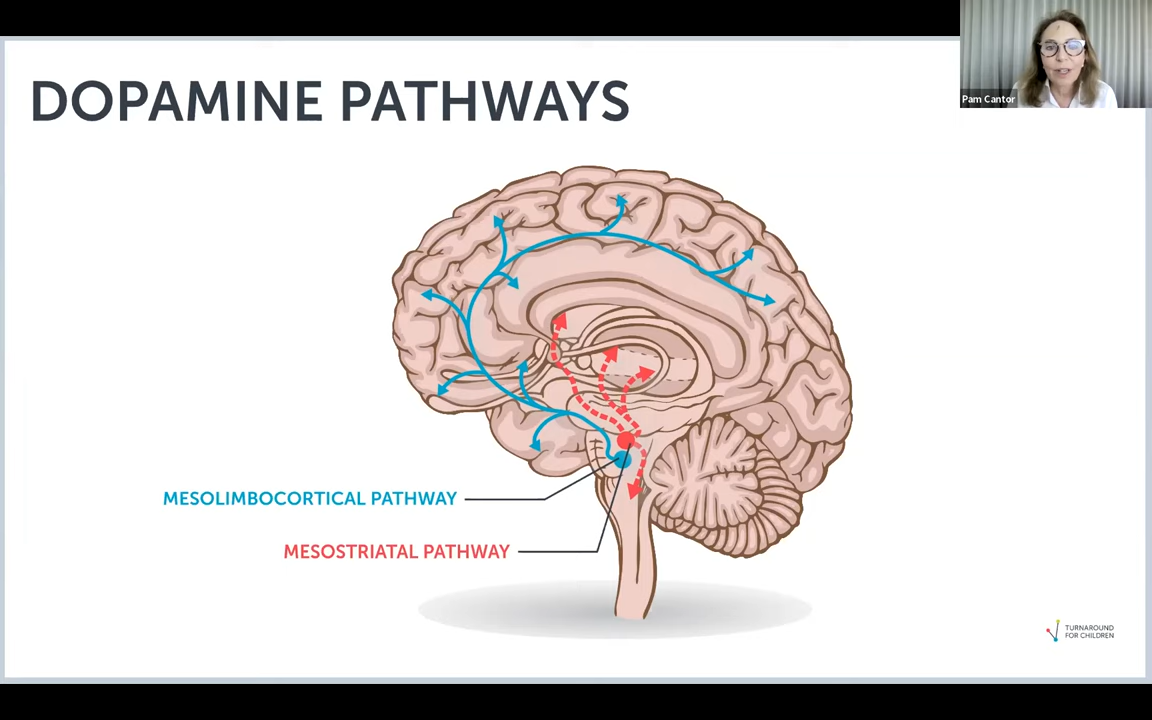 DOPAMINE PATHWAYS
Pam Cantor
MESOLIMBOCORTICAL PATHWAY
MESOSTRIATAL PATHWAY
TURNAROUND
FOR CHILDREN